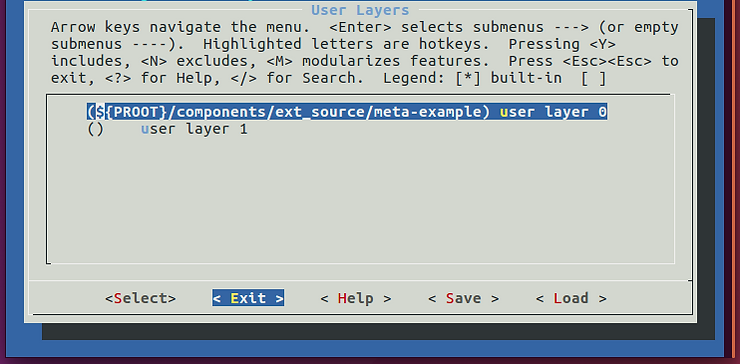 User Layers
Arrow keys navigate the menu.  <Enter> selects submenus ---> (or empty
submenus ----).  Highlighted letters are hotkeys.  Pressing <Y>
includes, <N> excludes, <M> modularizes features.  Press <Esc><Esc> to
exit, <?> for Help, </> for Search.  Legend: [*] built-in  [ ]
(${PROOT}/components/ext_source/meta-example) user layer 0
()    user layer 1
<Select>    < Exit >    < Help >    < Save >    < Load >